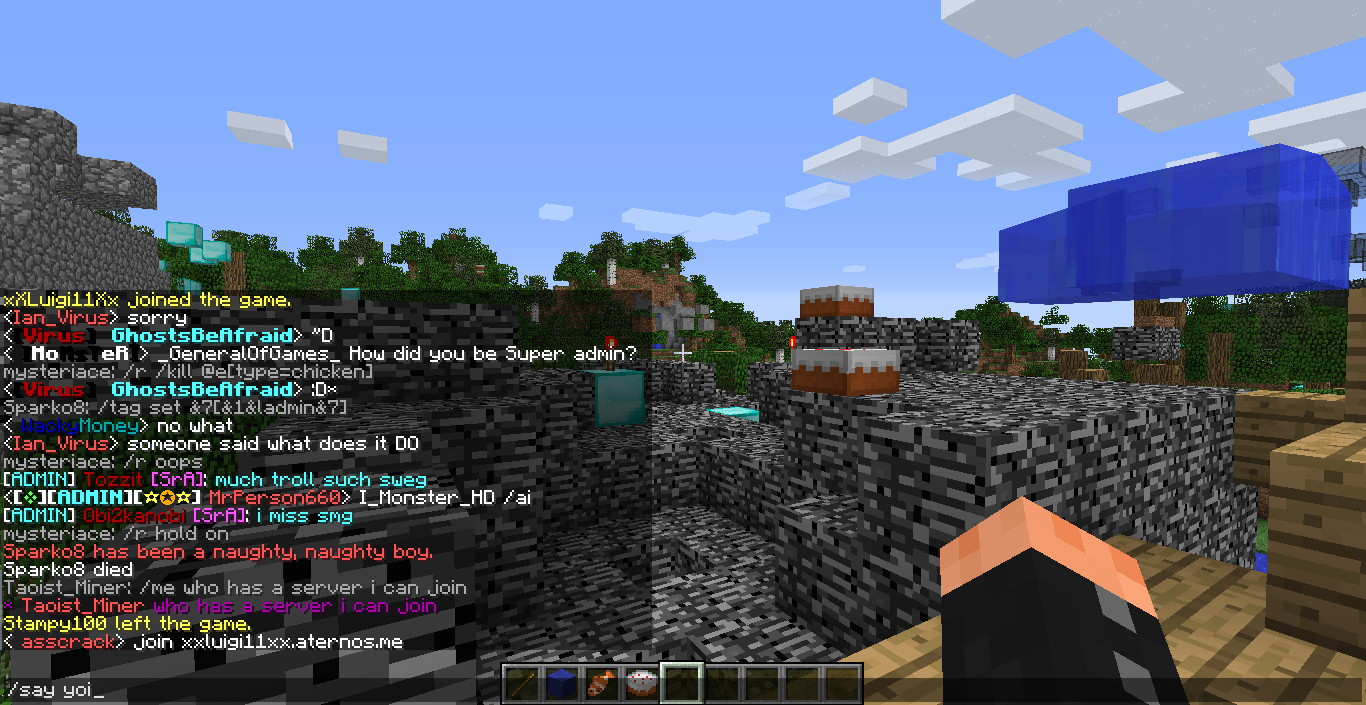 xXLuigi11Xx joined the game.
<Ian_Virus> sorry
< Virus GhostsBeAfraid> ^D
< MoNsTeR > _GeneralOfGames_ How did you be Super admin?
mysteriace: /r /kill @e[type=chicken]
< Virus GhostsBeAfraid> :D*
Sparko8: /tag set &7[&1&ladmin&7]
< WackyMoney> no what
<Ian_Virus> someone said what does it DO
mysteriace: /r oops
[ADMIN] Tozzit [SrA]: much troll such sweg
<[❖][ADMIN][☆✪☆] MrPerson660> I_Monster_HD /ai
[ADMIN] 0bi2kanobi [SrA]: i miss smg
mysteriace: /r hold on
Sparko8 has been a naughty, naughty boy.
Sparko8 died
Taoist_Miner: /me who has a server i can join
* Taoist_Miner who has a server i can join
Stampy100 left the game.
< asscrack> join xxluigi11xx.aternos.me
/say yoi_